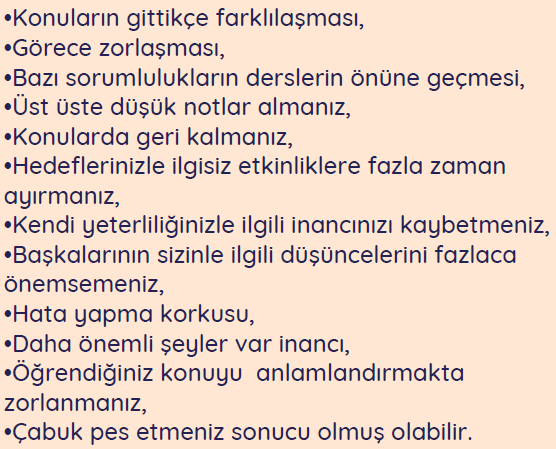 •Konuların gittikçe farklılaşması,
•Görece zorlaşması,
•Bazı sorumlulukların derslerin önüne geçmesi,
•Üst üste düşük notlar almanız,
•Konularda geri kalmanız,
•Hedeflerinizle ilgisiz etkinliklere fazla zaman
ayırmanız,
•Kendi yeterliliğinizle ilgili inancınızı kaybetmeniz,
•Başkalarının sizinle ilgili düşüncelerini fazlaca
önemsemeniz,
•Hata yapma korkusu,
•Daha önemli şeyler var inancı,
•Öğrendiğiniz konuyu  anlamlandırmakta
zorlanmanız,
•Çabuk pes etmeniz sonucu olmuş olabilir.